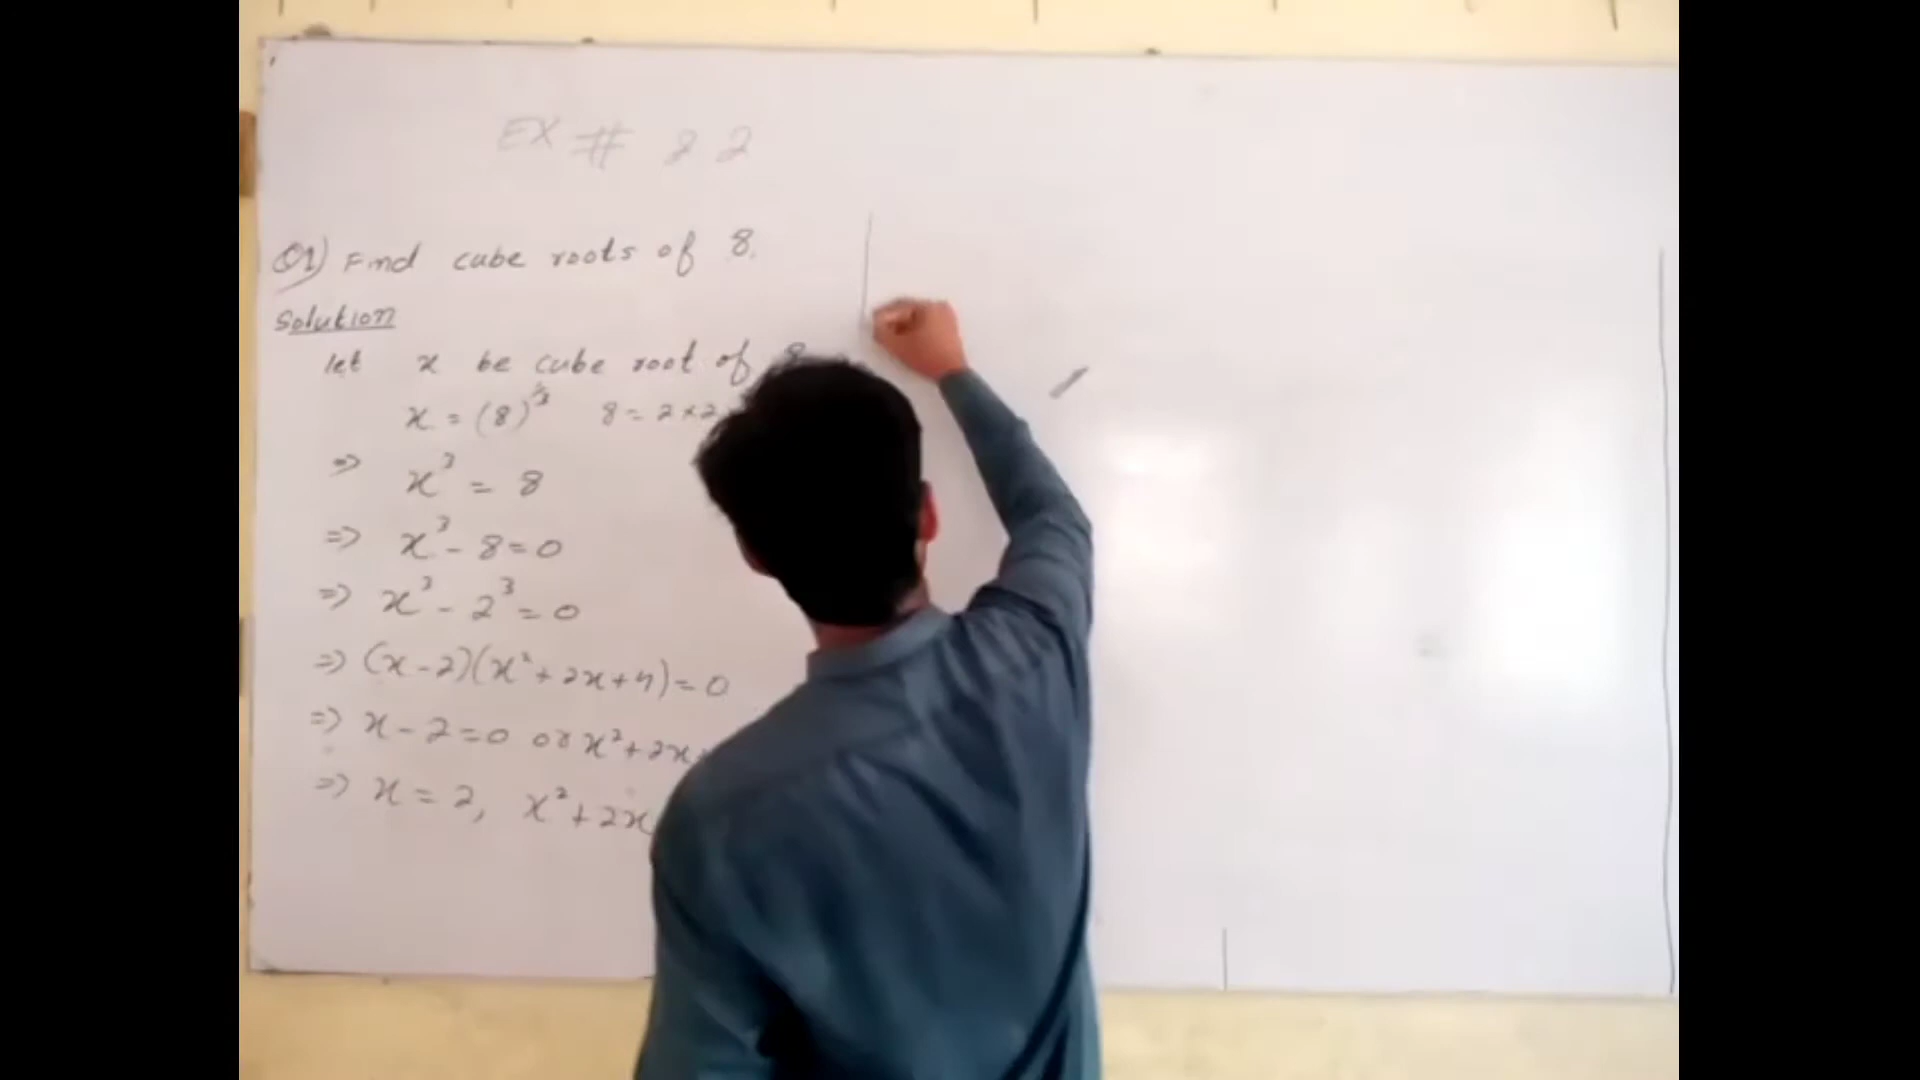 EX # 8 2
Q1) Find cube roots of 8.
Solution
let x be cube root of 8
x = (8)^⅓ 8 = 2×2
⇒ x³ = 8
⇒ x³ - 8 = 0
⇒ x³ - 2³ = 0
⇒ (x - 2)(x² + 2x + 4) = 0
⇒ x - 2 = 0 or x² + 2x +
⇒ x = 2, x² + 2x